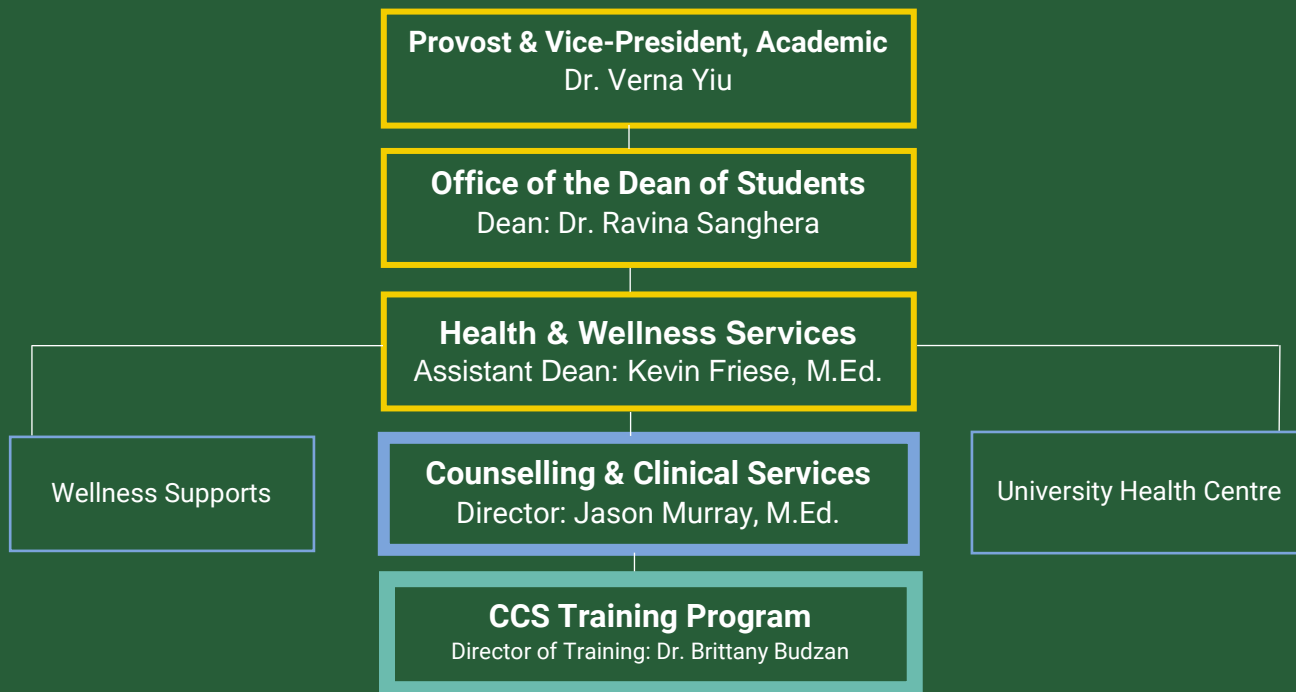 Provost & Vice-President, Academic
Dr. Verna Yiu
Office of the Dean of Students
Dean: Dr. Ravina Sanghera
Health & Wellness Services
Assistant Dean: Kevin Friese, M.Ed.
Wellness Supports
Counselling & Clinical Services
Director: Jason Murray, M.Ed.
University Health Centre
CCS Training Program
Director of Training: Dr. Brittany Budzan